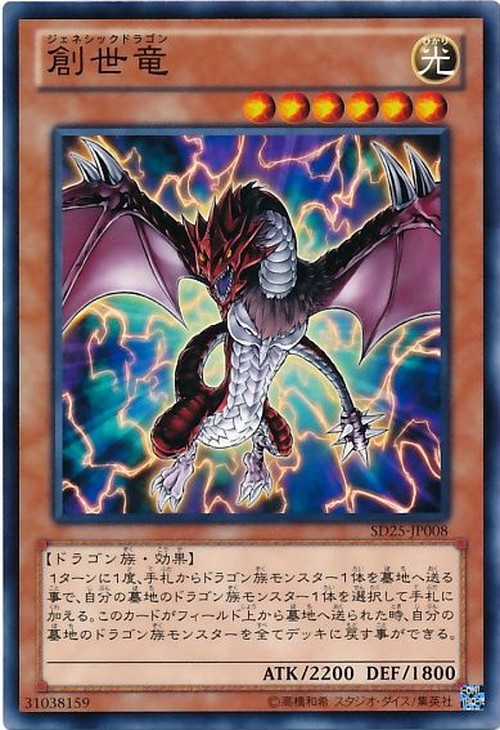 ジェネシックドラゴン
創世竜
ひかり
光
SD25-JP008
【ドラゴン族・効果】
1ターンに1度、手札からドラゴン族モンスター1体を墓地へ送る
事で、自分の墓地のドラゴン族モンスター1体を選択して手札に
加える。このカードがフィールド上から墓地へ送られた時、自分の
墓地のドラゴン族モンスターを全てデッキに戻す事ができる。
ATK/2200 DEF/1800
31038159
©高橋和希 スタジオ・ダイス/集英社